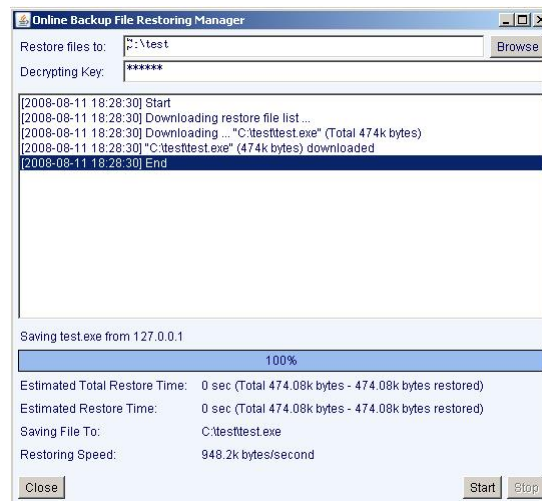 Online Backup File Restoring Manager
Restore files to: C:\test Browse
Decrypting Key: ******
[2008-08-11 18:28:30] Start
[2008-08-11 18:28:30] Downloading restore file list ...
[2008-08-11 18:28:30] Downloading ... "C:\test\test.exe" (Total 474k bytes)
[2008-08-11 18:28:30] "C:\test\test.exe" (474k bytes) downloaded
[2008-08-11 18:28:30] End
Saving test.exe from 127.0.0.1
100%
Estimated Total Restore Time: 0 sec (Total 474.08k bytes - 474.08k bytes restored)
Estimated Restore Time: 0 sec (Total 474.08k bytes - 474.08k bytes restored)
Saving File To: C:\test\test.exe
Restoring Speed: 948.2k bytes/second
Close Start Stop